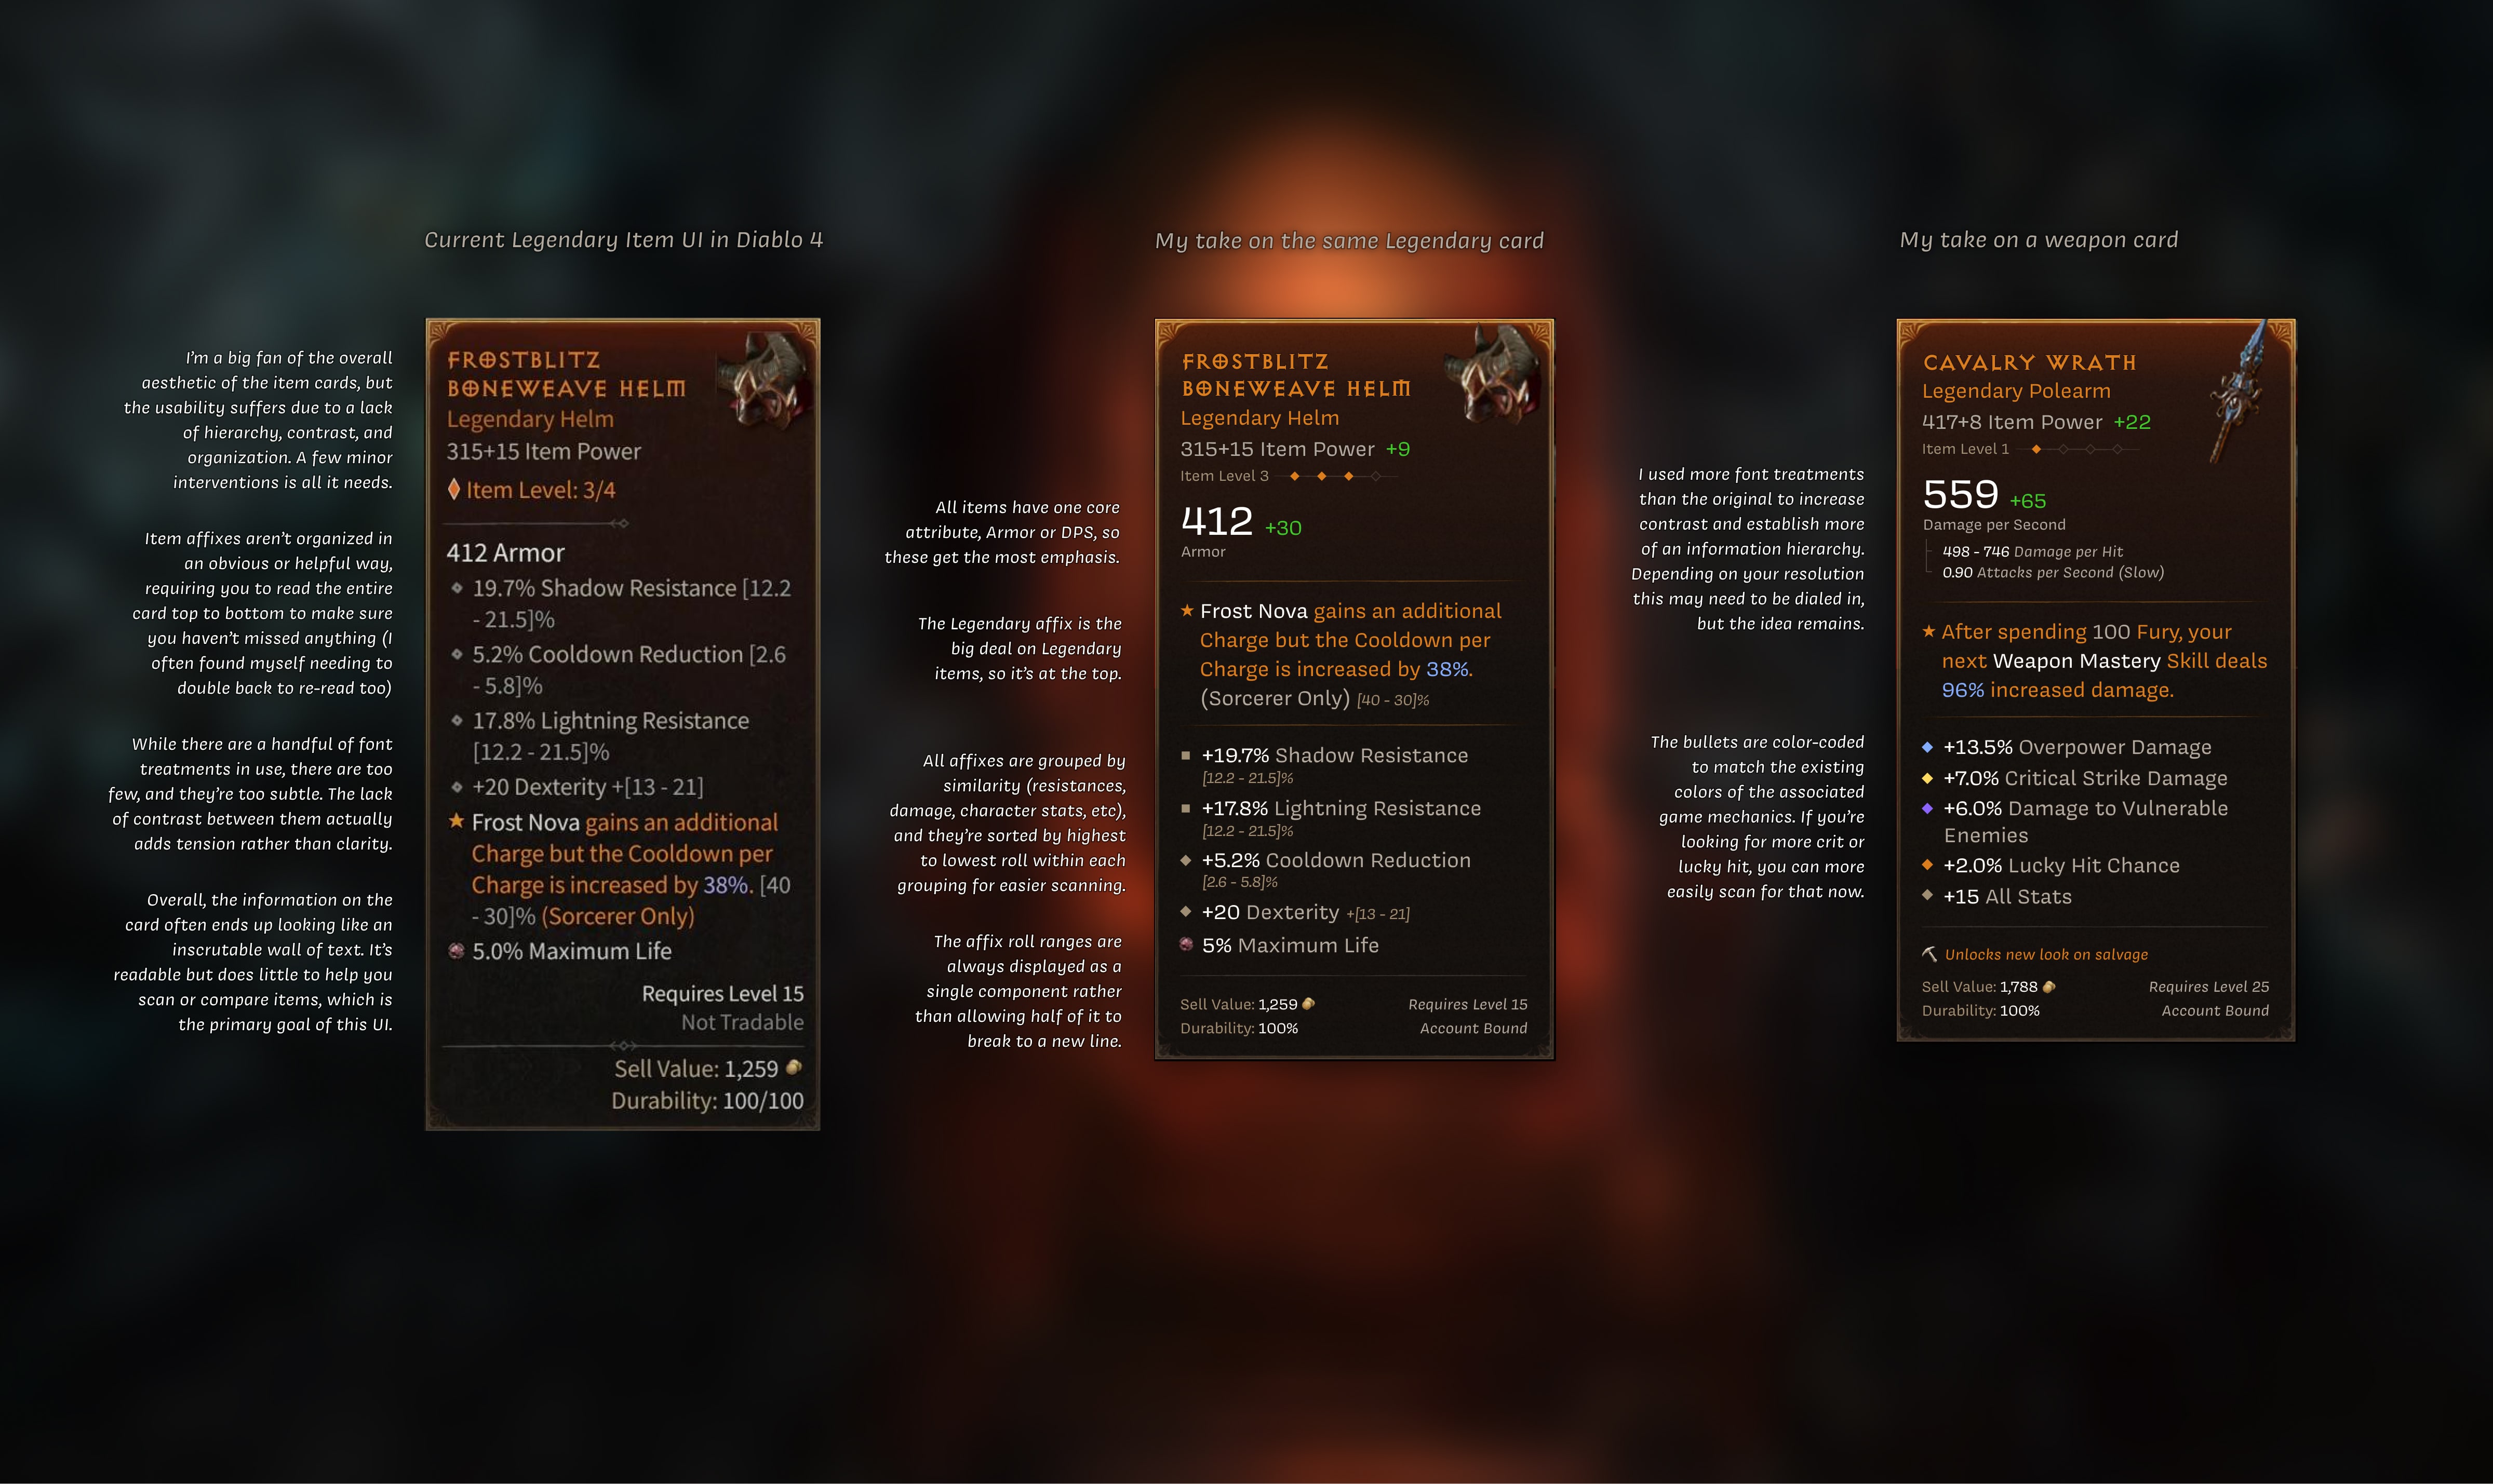 Current Legendary Item UI in Diablo 4
I'm a big fan of the overall
aesthetic of the item cards, but
the usability suffers due to a lack
of hierarchy, contrast, and
organization. A few minor
interventions is all it needs.
Item affixes aren't organized in
an obvious or helpful way,
requiring you to read the entire
card top to bottom to make sure
you haven't missed anything (I
often found myself needing to
double back to re-read too)
While there are a handful of font
treatments in use, there are too
few, and they're too subtle. The lack
of contrast between them actually
adds tension rather than clarity.
Overall, the information on the
card often ends up looking like an
inscrutable wall of text. It's
readable but does little to help you
scan or compare items, which is
the primary goal of this UI.
FROSTBLITZ
BONEWEAVE HELM
Legendary Helm
315+15 Item Power
Item Level: 3/4
412 Armor
19.7% Shadow Resistance [12.2
- 21.5]%
5.2% Cooldown Reduction [2.6
- 5.8]%
17.8% Lightning Resistance
[12.2 - 21.5]%
+20 Dexterity +[13 - 21]
Frost Nova gains an additional
Charge but the Cooldown per
Charge is increased by 38%. [40
- 30]% (Sorcerer Only)
5.0% Maximum Life
Requires Level 15
Not Tradable
Sell Value: 1,259
Durability: 100/100
My take on the same Legendary card
All items have one core
attribute, Armor or DPS, so
these get the most emphasis.
The Legendary affix is the
big deal on Legendary
items, so it's at the top.
All affixes are grouped by
similarity (resistances,
damage, character stats, etc),
and they're sorted by highest
to lowest roll within each
grouping for easier scanning.
The affix roll ranges are
always displayed as a
single component rather
than allowing half of it to
break to a new line.
FROSTBLITZ
BONEWEAVE HELM
Legendary Helm
315+15 Item Power +9
Item Level 3
412 +30
Armor
Frost Nova gains an additional
Charge but the Cooldown per
Charge is increased by 38%.
(Sorcerer Only) [40 - 30]%
+19.7% Shadow Resistance
[12.2 - 21.5]%
+17.8% Lightning Resistance
[12.2 - 21.5]%
+5.2% Cooldown Reduction
[2.6 - 5.8]%
+20 Dexterity +[13 - 21]
5% Maximum Life
Sell Value: 1,259 Requires Level 15
Durability: 100% Account Bound
My take on a weapon card
I used more font treatments
than the original to increase
contrast and establish more
of an information hierarchy.
Depending on your resolution
this may need to be dialed in,
but the idea remains.
The bullets are color-coded
to match the existing
colors of the associated
game mechanics. If you're
looking for more crit or
lucky hit, you can more
easily scan for that now.
CAVALRY WRATH
Legendary Polearm
417+8 Item Power +22
Item Level 1
559 +65
Damage per Second
498 - 746 Damage per Hit
0.90 Attacks per Second (Slow)
After spending 100 Fury, your
next Weapon Mastery Skill deals
96% increased damage.
+13.5% Overpower Damage
+7.0% Critical Strike Damage
+6.0% Damage to Vulnerable
Enemies
+2.0% Lucky Hit Chance
+15 All Stats
Unlocks new look on salvage
Sell Value: 1,788 Requires Level 25
Durability: 100% Account Bound